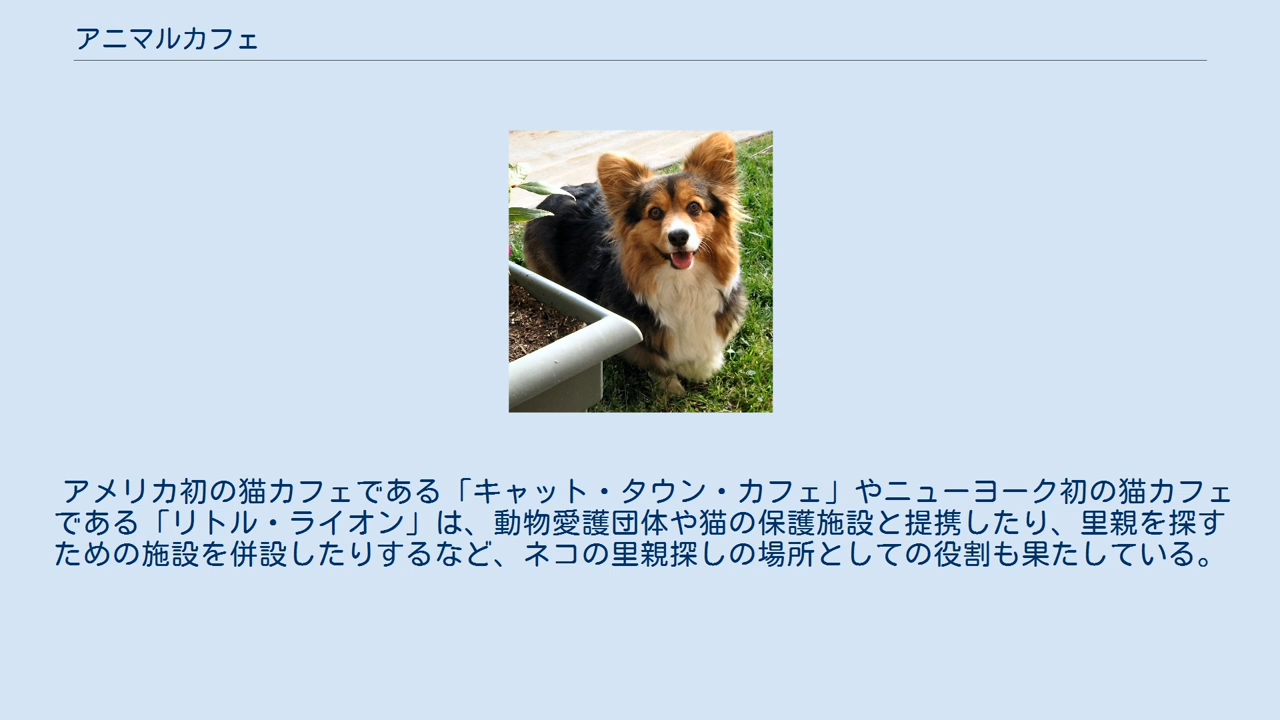 アニマルカフェ
アメリカ初の猫カフェである「キャット・タウン・カフェ」やニューヨーク初の猫カフェ
である「リトル・ライオン」は、動物愛護団体や猫の保護施設と提携したり、里親を探す
ための施設を併設したりするなど、ネコの里親探しの場所としての役割も果たしている。